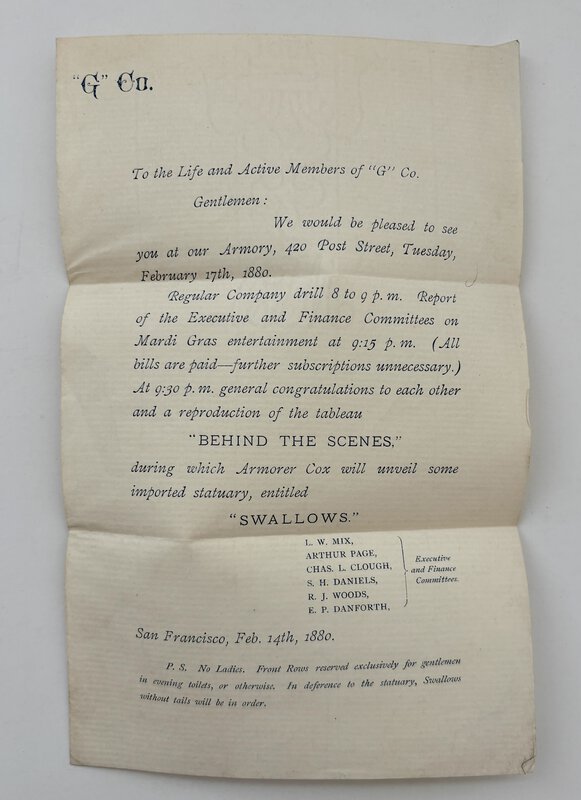 "G" Co.
To the Life and Active Members of "G" Co.
Gentlemen:
We would be pleased to see
you at our Armory, 420 Post Street, Tuesday,
February 17th, 1880.
Regular Company drill 8 to 9 p. m. Report
of the Executive and Finance Committees on
Mardi Gras entertainment at 9:15 p. m. (All
bills are paid—further subscriptions unnecessary.)
At 9:30 p. m. general congratulations to each other
and a reproduction of the tableau
"BEHIND THE SCENES,"
during which Armorer Cox will unveil some
imported statuary, entitled
"SWALLOWS."
L. W. MIX,
ARTHUR PAGE,
CHAS. L. CLOUGH,
S. H. DANIELS,
R. J. WOODS,
E. P. DANFORTH,
Executive
and Finance
Committees.
San Francisco, Feb. 14th, 1880.
P. S. No Ladies. Front Rows reserved exclusively for gentlemen
in evening toilets, or otherwise. In deference to the statuary, Swallows
without tails will be in order.